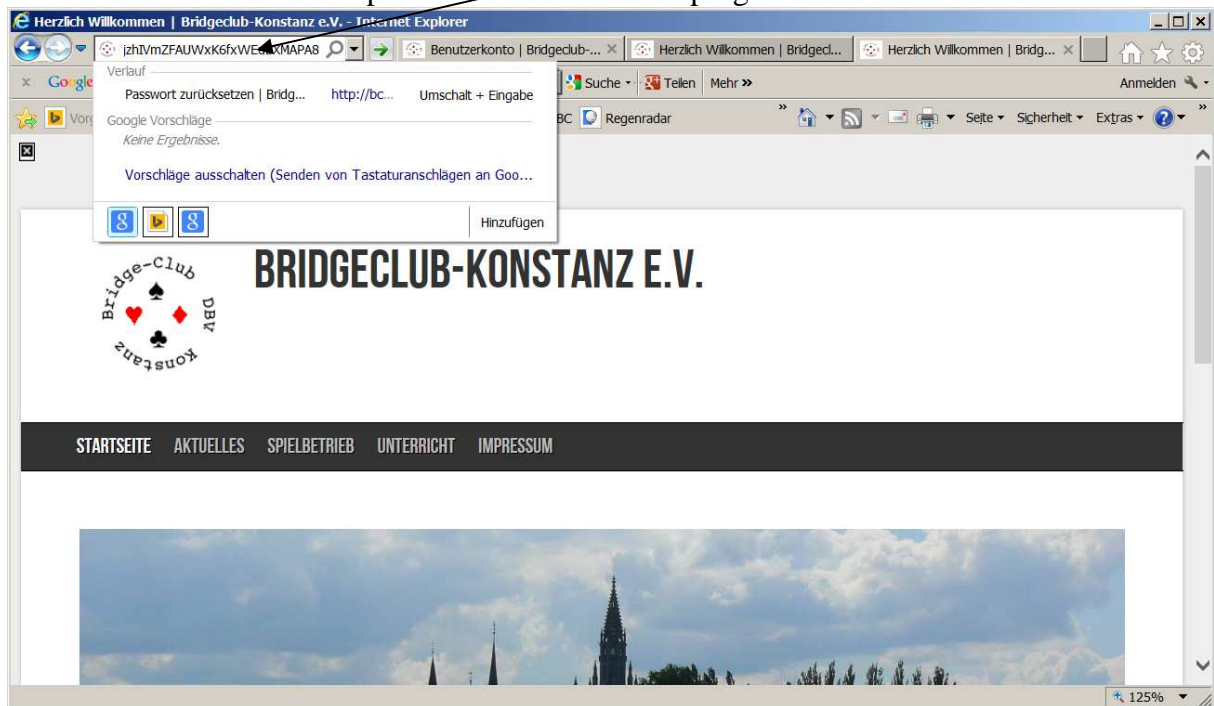 Herzlich Willkommen | Bridgeclub-Konstanz e.V. - Internet Explorer
Benutzerkonto | Bridgeclub-...
Herzlich Willkommen | Bridgecl...
Herzlich Willkommen | Bridg...
Google
Suche
Teilen
Mehr »
Anmelden
Verlauf
Passwort zurücksetzen | Bridg... http://bc... Umschalt + Eingabe
Google Vorschläge
Keine Ergebnisse.
Vorschläge ausschalten (Senden von Tastaturanschlägen an Goo...
Hinzufügen
BC
Regenradar
»
Seite
Sicherheit
Extras
»
Bridge-Club
DBV
Konstanz
BRIDGECLUB-KONSTANZ E.V.
STARTSEITE AKTUELLES SPIELBETRIEB UNTERRICHT IMPRESSUM
125%